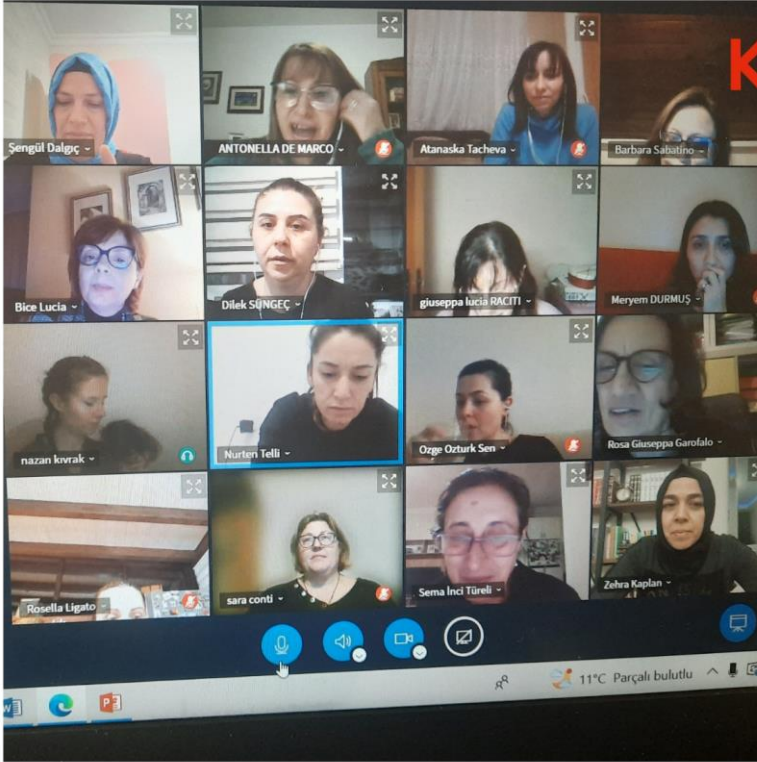 K
Şengül Dalgıç
ANTONELLA DE MARCO
Atanaska Tacheva
Barbara Sabatino
Bice Lucia
Dilek SÜNGEÇ
giuseppa lucia RACITI
Meryem DURMUŞ
nazan kıvrak
Nurten Telli
Ozge Ozturk Sen
Rosa Giuseppa Garofalo
Rosella Ligato
sara conti
Sema İnci Türeli
Zehra Kaplan
11°C Parçalı bulutlu